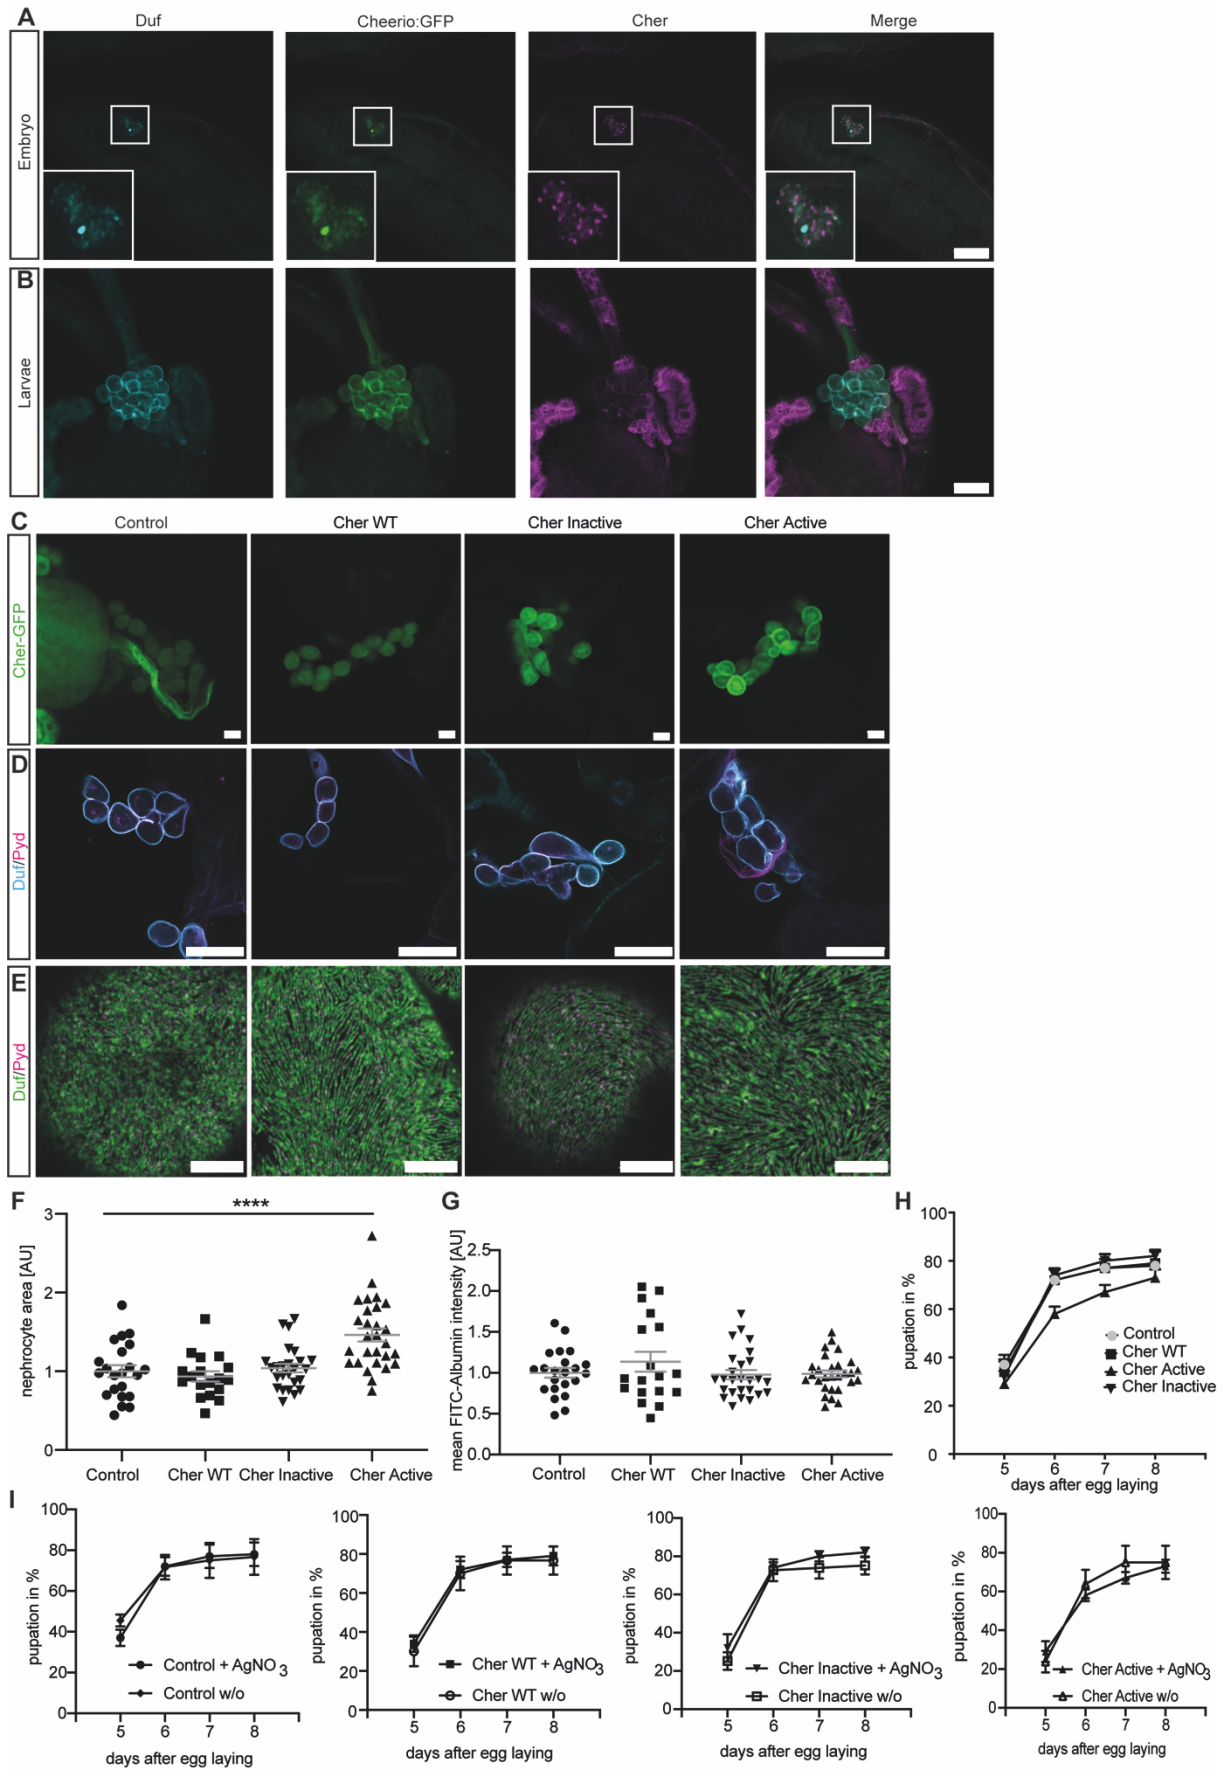 A
Duf
Cheerio:GFP
Cher
Merge
Embryo
B
Larvae
C
Control
Cher WT
Cher Inactive
Cher Active
Cher-GFP
D
Duf/Pyd
E
Duf/Pyd
F
****
nephrocyte area [AU]
3
2
1
0
Control
Cher WT
Cher Inactive
Cher Active
G
mean FITC-Albumin intensity [AU]
2.5
2.0
1.5
1.0
0.5
0.0
Control
Cher WT
Cher Inactive
Cher Active
H
pupation in %
100
80
60
40
20
0
Control
Cher WT
Cher Active
Cher Inactive
5 6 7 8
days after egg laying
I
pupation in %
100
80
60
40
20
0
Control + AgNO3
Control w/o
5 6 7 8
days after egg laying
pupation in %
100
80
60
40
20
0
Cher WT + AgNO3
Cher WT w/o
5 6 7 8
days after egg laying
pupation in %
100
80
60
40
20
0
Cher Inactive + AgNO3
Cher Inactive w/o
5 6 7 8
days after egg laying
pupation in %
100
80
60
40
20
0
Cher Active + AgNO3
Cher Active w/o
5 6 7 8
days after egg laying